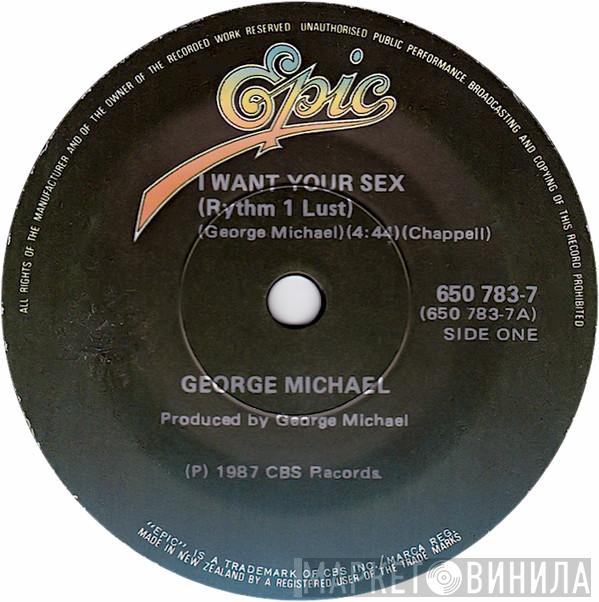 ALL RIGHTS OF THE MANUFACTURER AND OF THE OWNER OF THE RECORDED WORK RESERVED UNAUTHORISED PUBLIC PERFORMANCE, BROADCASTING AND COPYING OF THIS RECORD PROHIBITED
Epic
I WANT YOUR SEX
(Rythm 1 Lust)
(George Michael) (4:44) (Chappell)
650 783-7
(650 783-7A)
SIDE ONE
GEORGE MICHAEL
Produced by George Michael
(P) 1987 CBS Records.
"EPIC" IS A TRADEMARK OF CBS INC./MARCA REG.
MADE IN NEW ZEALAND BY A REGISTERED USER OF THE TRADE MARKS
МАРКЕТ ВИНИЛА